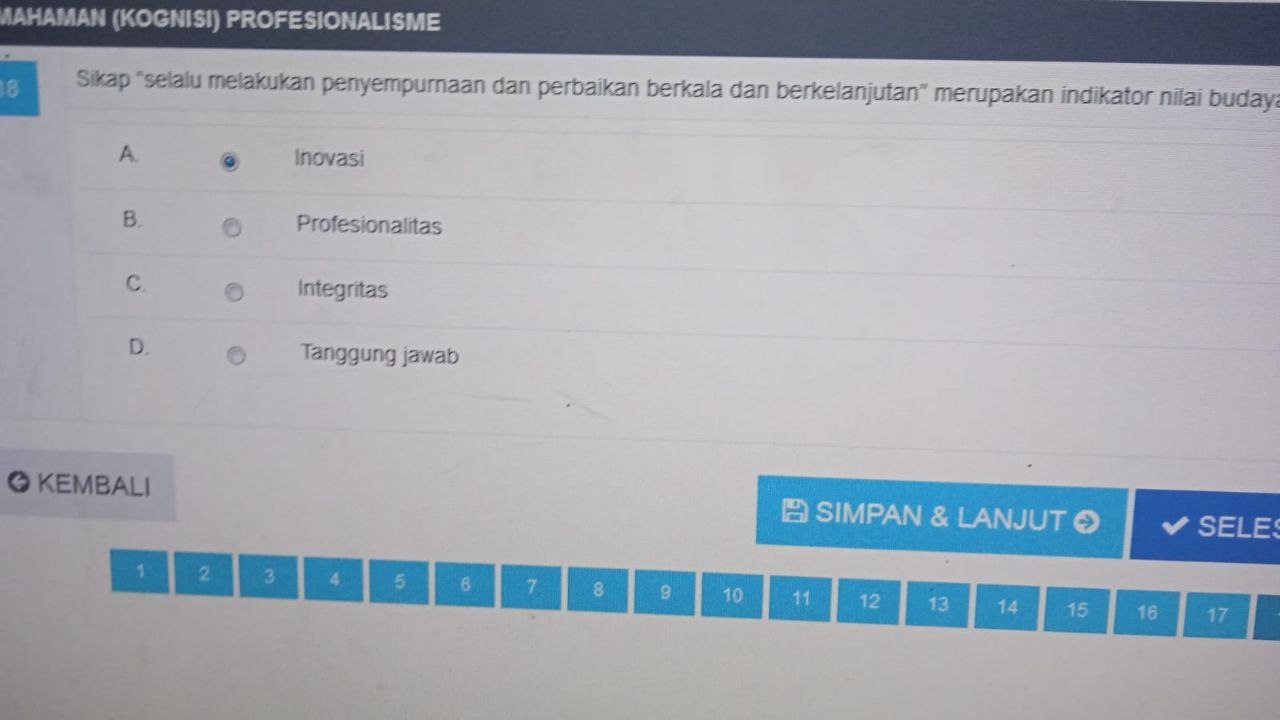 MAHAMAN (KOGNISI) PROFESIONALISME
18
Sikap "selalu melakukan penyempurnaan dan perbaikan berkala dan berkelanjutan" merupakan indikator nilai budaya
A. Inovasi
B. Profesionalitas
C. Integritas
D. Tanggung jawab
KEMBALI
SIMPAN & LANJUT
SELES
1 2 3 4 5 6 7 8 9 10 11 12 13 14 15 16 17